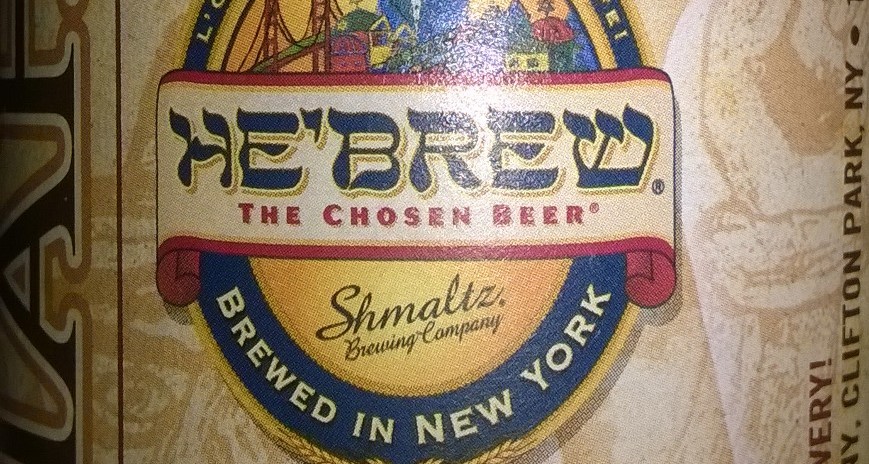 HE'BREW®
THE CHOSEN BEER®
Shmaltz.
Brewing Company
BREWED IN NEW YORK
CLIFTON PARK, NY •